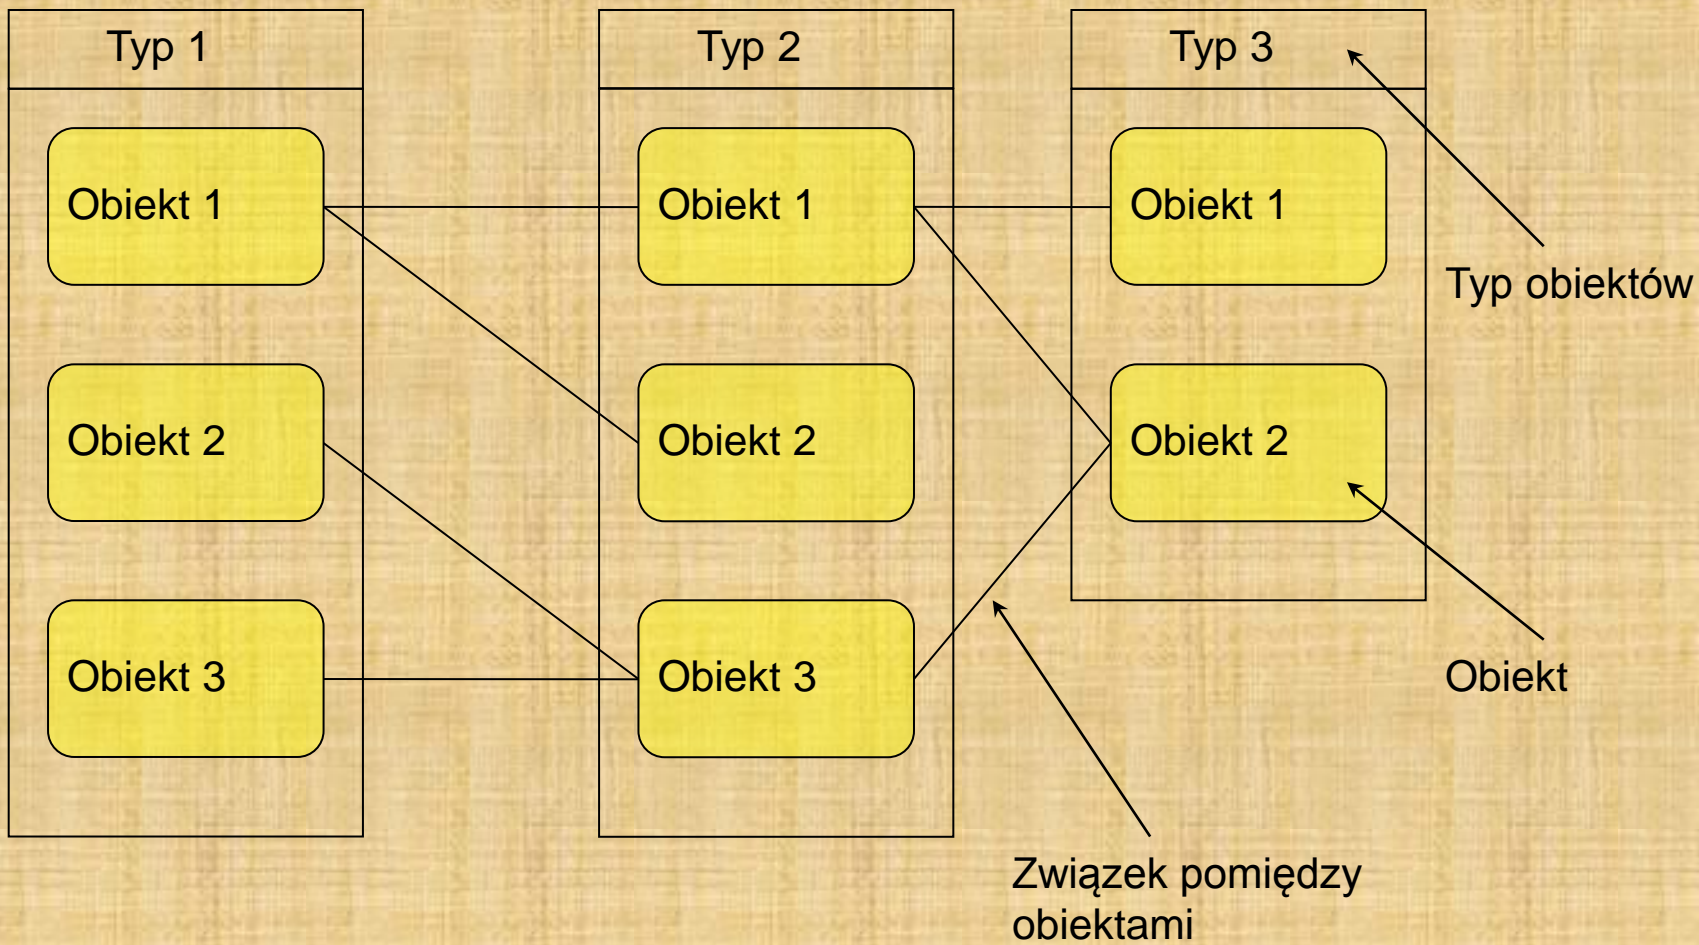 Typ 1
Typ 2
Typ 3
Obiekt 1
Obiekt 1
Obiekt 1
Typ obiektów
Obiekt 2
Obiekt 2
Obiekt 2
Obiekt 3
Obiekt 3
Obiekt
Związek pomiędzy
obiektami